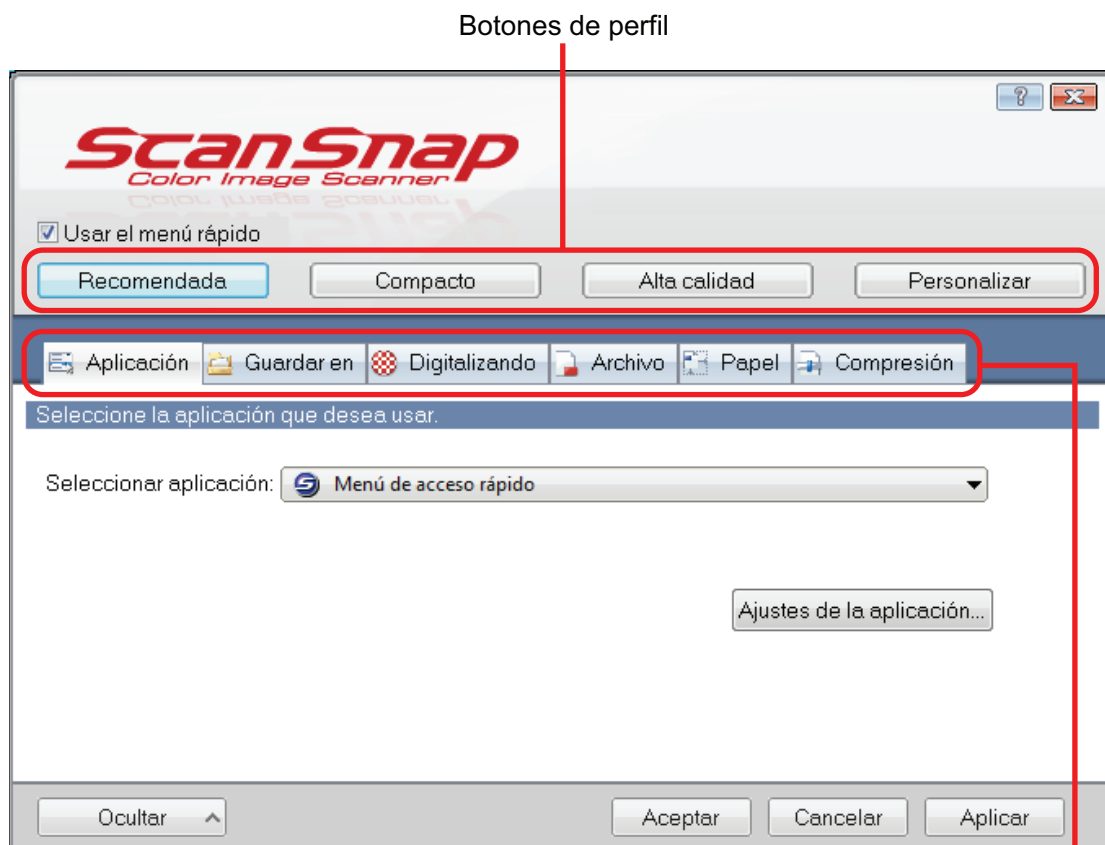 Botones de perfil
?
ScanSnap
Color Image Scanner
Usar el menú rápido
Recomendada Compacto Alta calidad Personalizar
Aplicación Guardar en Digitalizando Archivo Papel Compresión
Seleccione la aplicación que desea usar.
Seleccionar aplicación: Menú de acceso rápido
Ajustes de la aplicación...
Ocultar Aceptar Cancelar Aplicar